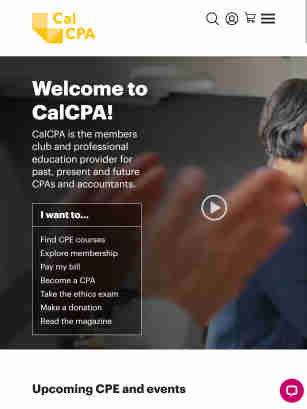 Cal
CPA
Welcome to
CalCPA!
CalCPA is the members
club and professional
education provider for
past, present and future
CPAs and accountants.
I want to...
Find CPE courses
Explore membership
Pay my bill
Become a CPA
Take the ethics exam
Make a donation
Read the magazine
Upcoming CPE and events